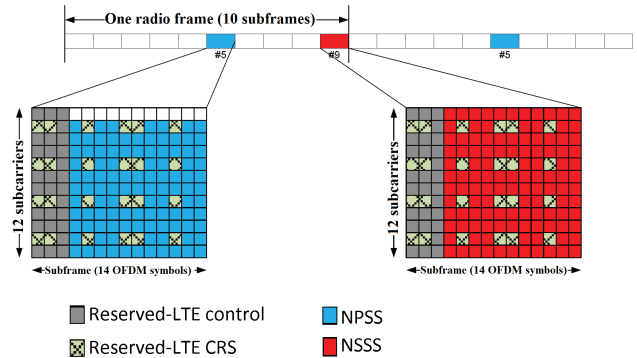 One radio frame (10 subframes)
#5
#9
#5
12 subcarriers
12 subcarriers
Subframe (14 OFDM symbols)
Subframe (14 OFDM symbols)
Reserved-LTE control
NPSS
Reserved-LTE CRS
NSSS